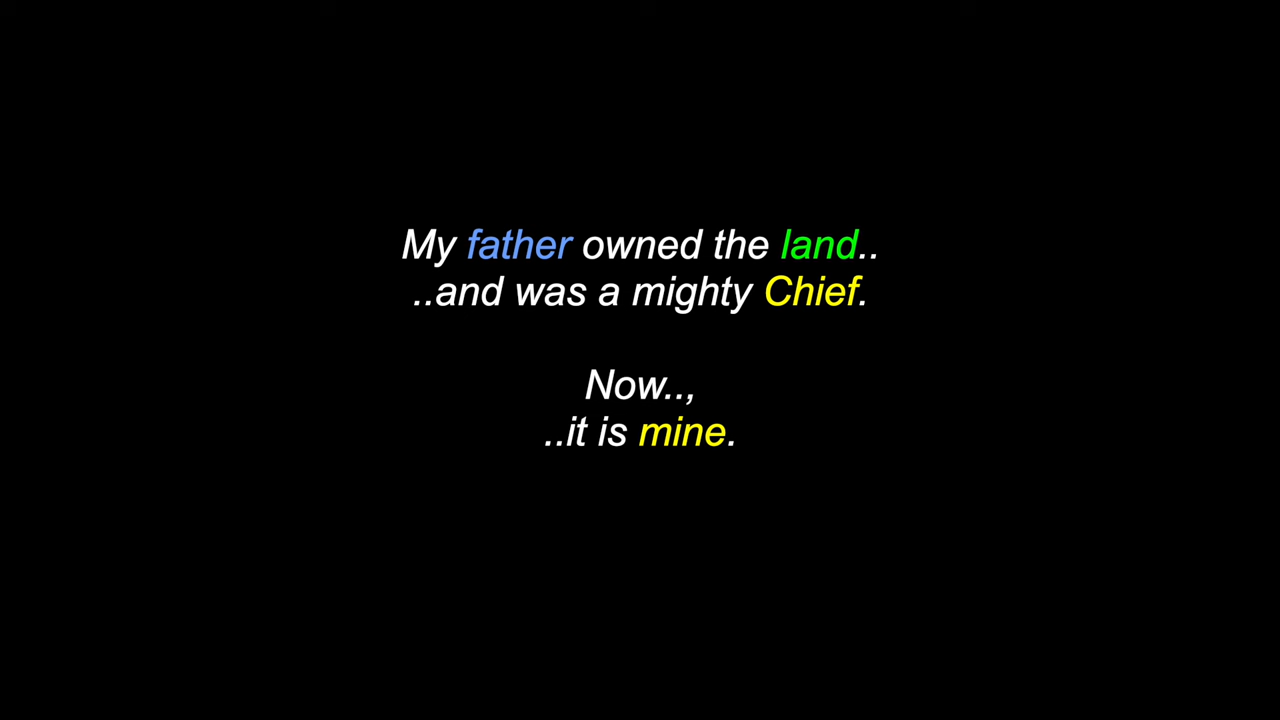 My father owned the land..
..and was a mighty Chief.
Now..,
..it is mine.